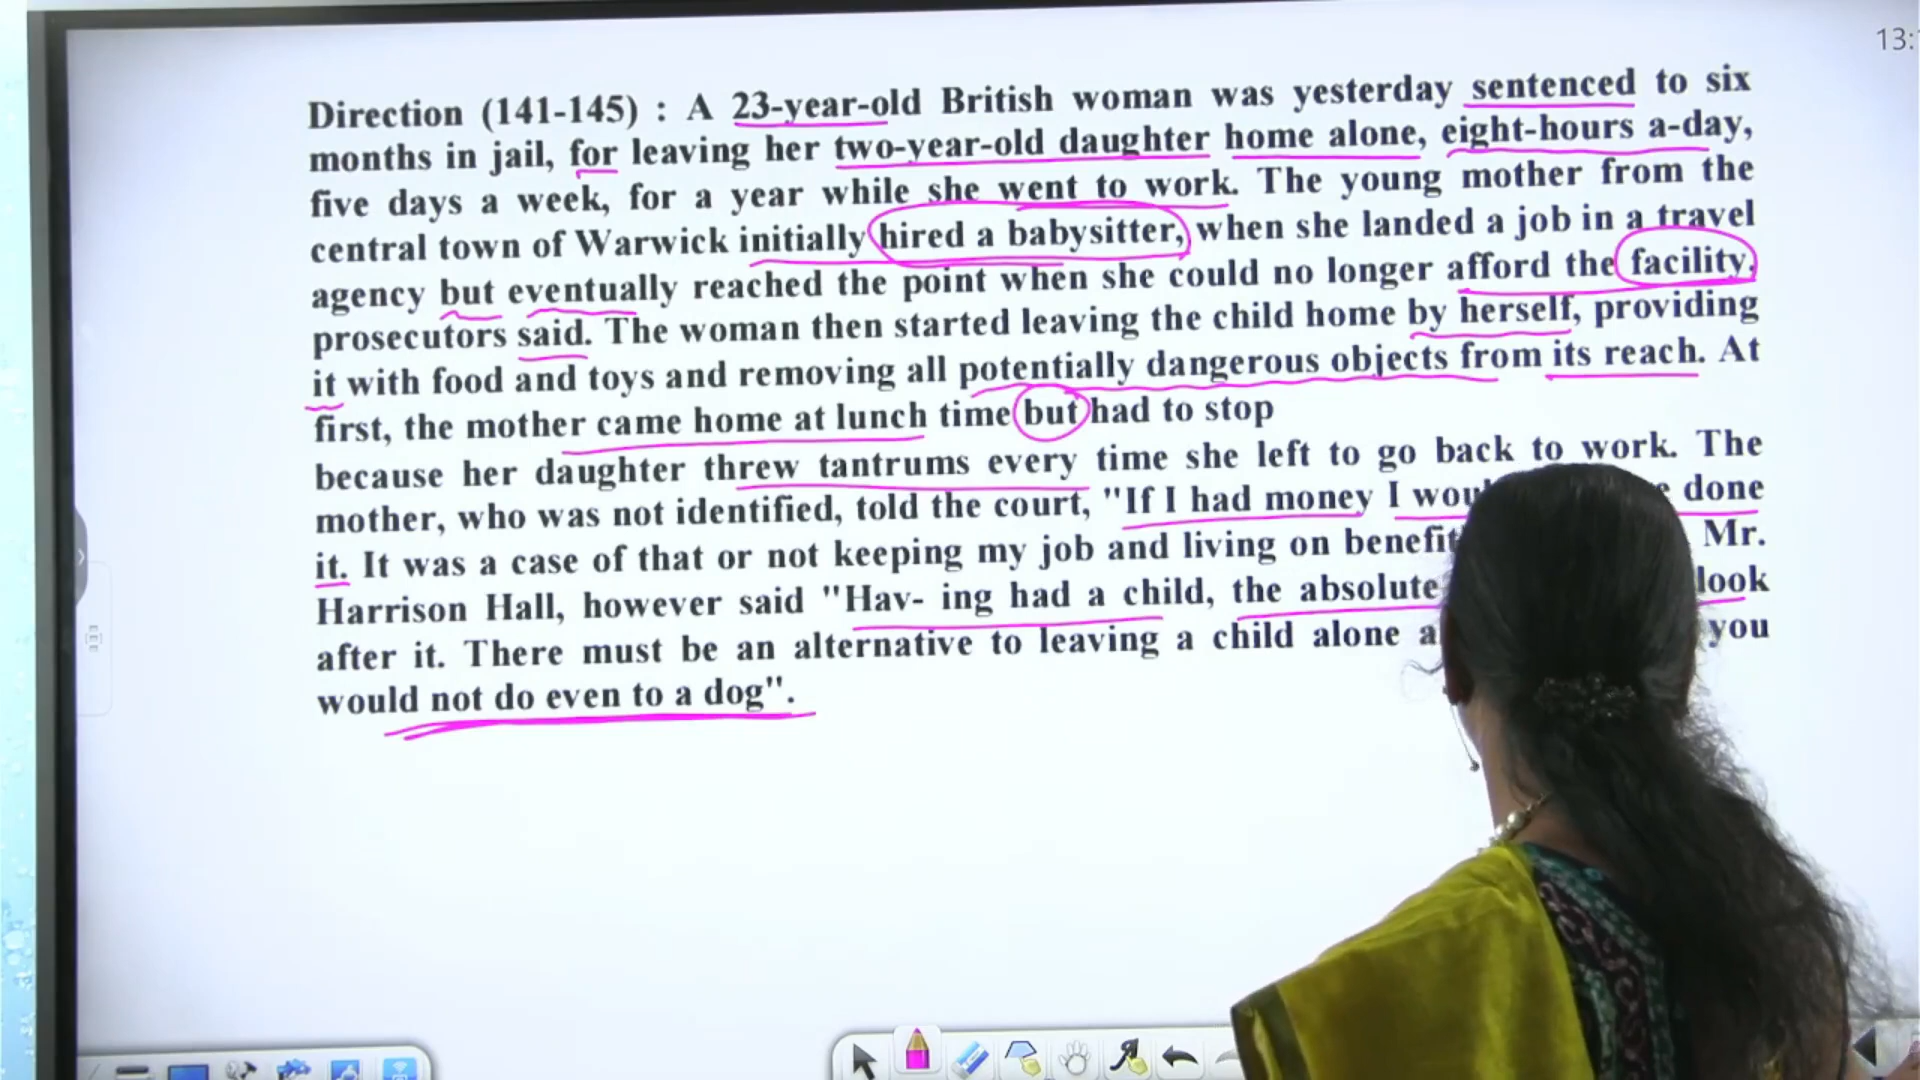 13:
Direction (141-145) : A 23-year-old British woman was yesterday sentenced to six
months in jail, for leaving her two-year-old daughter home alone, eight-hours a-day,
five days a week, for a year while she went to work. The young mother from the
central town of Warwick initially hired a babysitter, when she landed a job in a travel
agency but eventually reached the point when she could no longer afford the facility,
prosecutors said. The woman then started leaving the child home by herself, providing
it with food and toys and removing all potentially dangerous objects from its reach. At
first, the mother came home at lunch time but had to stop
because her daughter threw tantrums every time she left to go back to work. The
mother, who was not identified, told the court, "If I had money I done
it. It was a case of that or not keeping my job and living on Mr.
Harrison Hall, however said "Hav- ing had a child, the absolute look
after it. There must be an alternative to leaving a child alone you
would not do even to a dog".